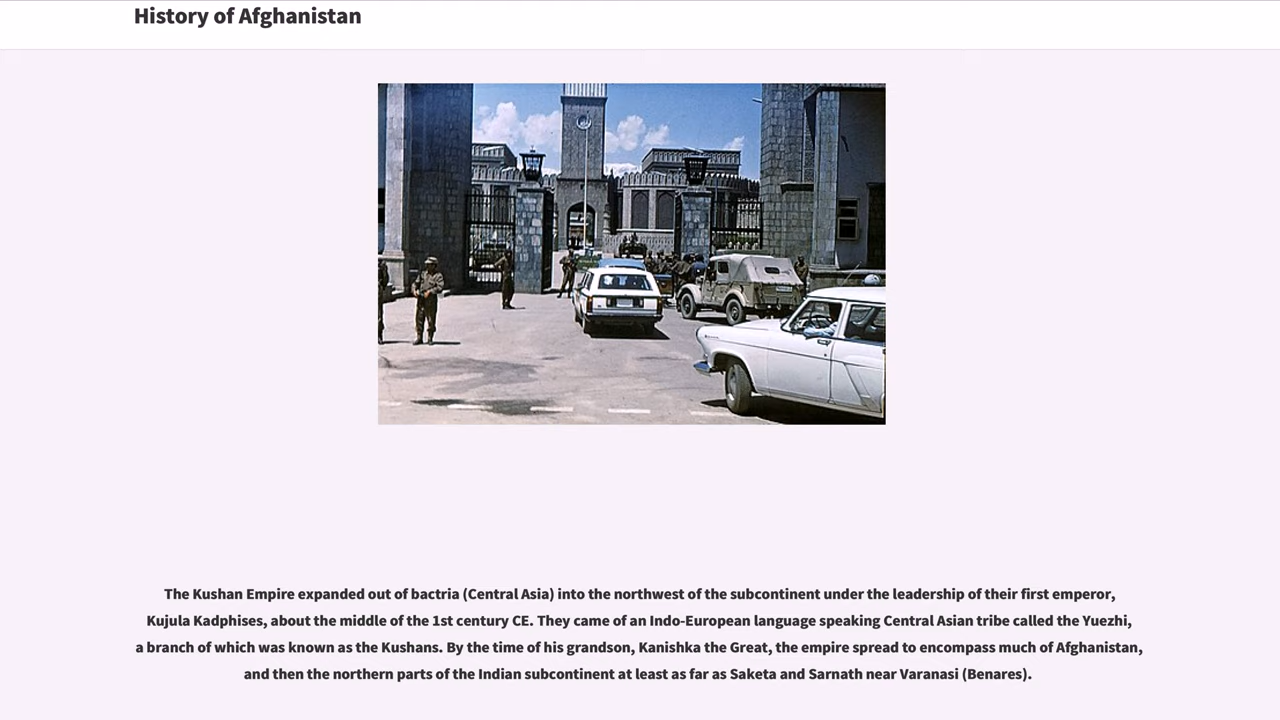 History of Afghanistan
The Kushan Empire expanded out of bactria (Central Asia) into the northwest of the subcontinent under the leadership of their first emperor,
Kujula Kadphises, about the middle of the 1st century CE. They came of an Indo-European language speaking Central Asian tribe called the Yuezhi,
a branch of which was known as the Kushans. By the time of his grandson, Kanishka the Great, the empire spread to encompass much of Afghanistan,
and then the northern parts of the Indian subcontinent at least as far as Saketa and Sarnath near Varanasi (Benares).